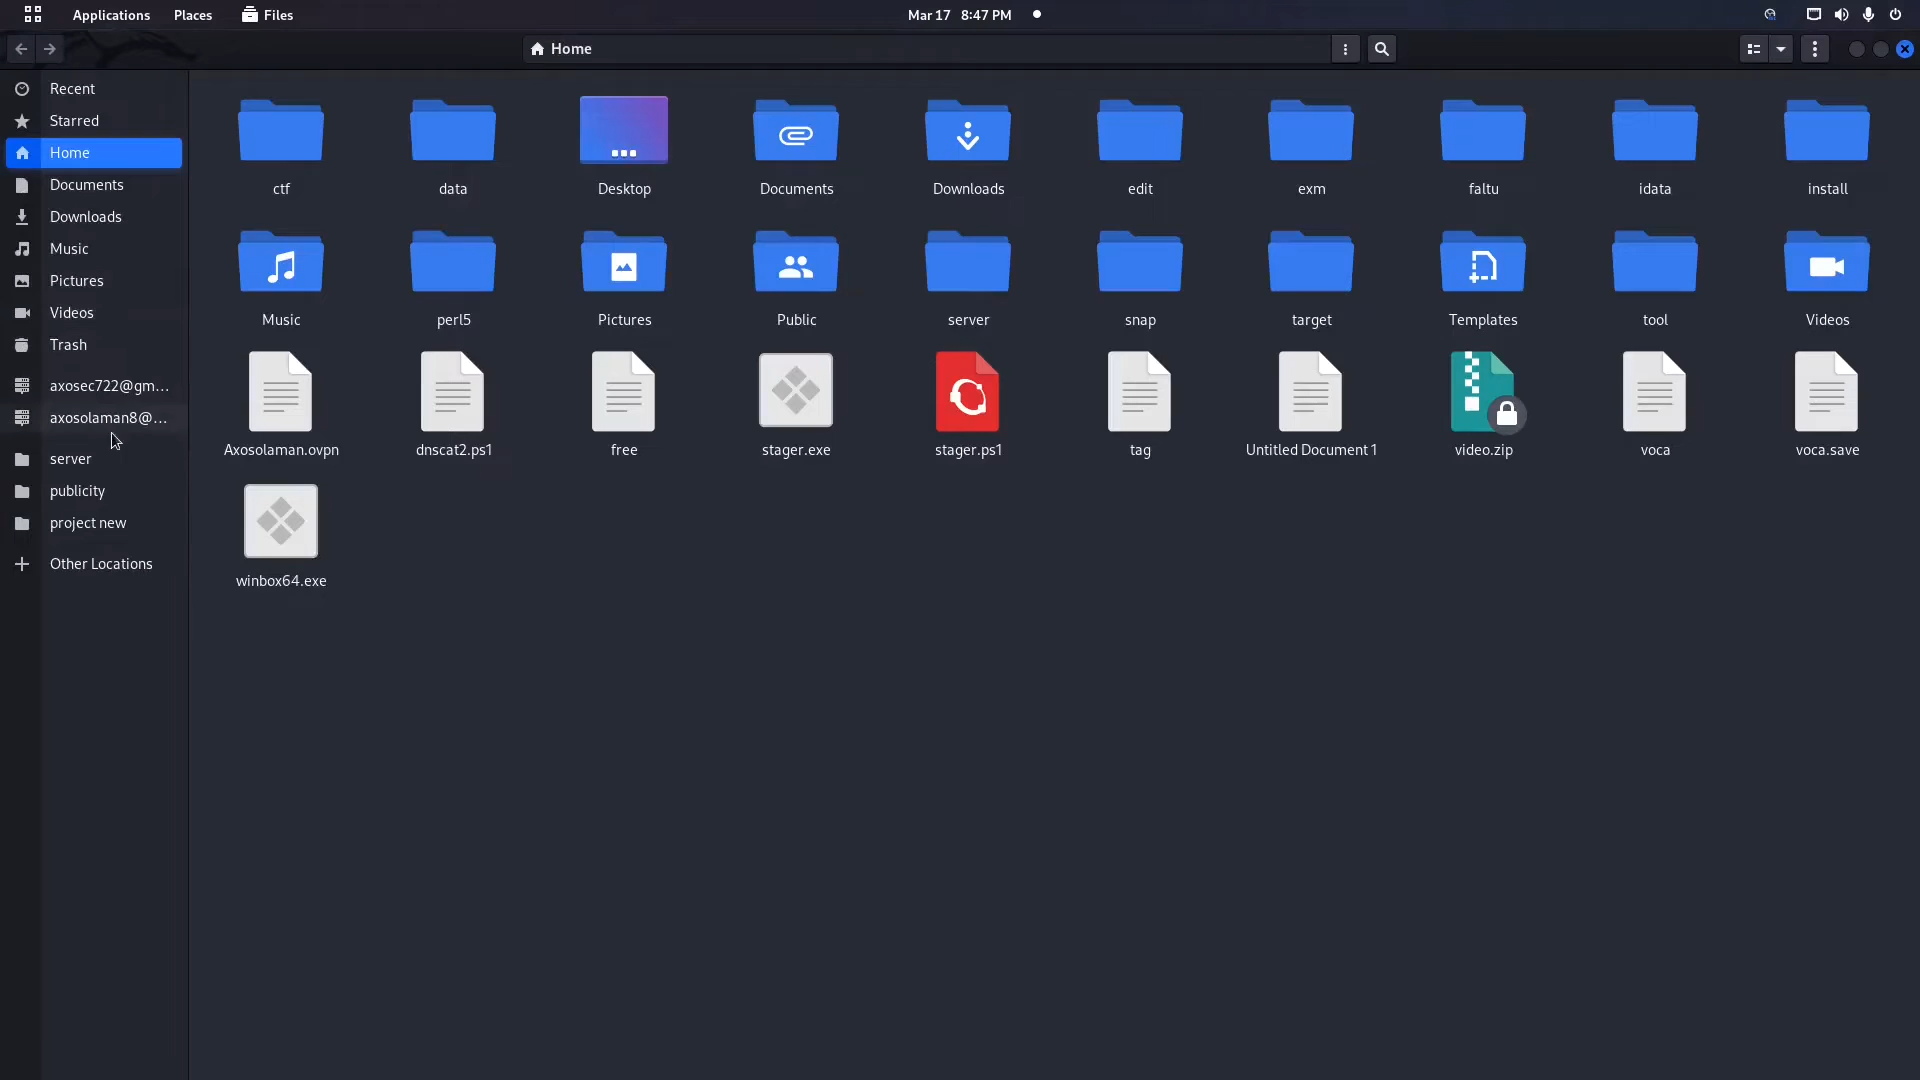 Applications Places Files Mar 17 8:47 PM
Home
Recent
Starred
Home
Documents
Downloads
Music
Pictures
Videos
Trash
axosec722@gm...
axosolaman8@...
server
publicity
project new
Other Locations
ctf data Desktop Documents Downloads edit exm faltu idata install
Music perl5 Pictures Public server snap target Templates tool Videos
Axosolaman.ovpn dnscat2.ps1 free stager.exe stager.ps1 tag Untitled Document 1 video.zip voca voca.save
winbox64.exe